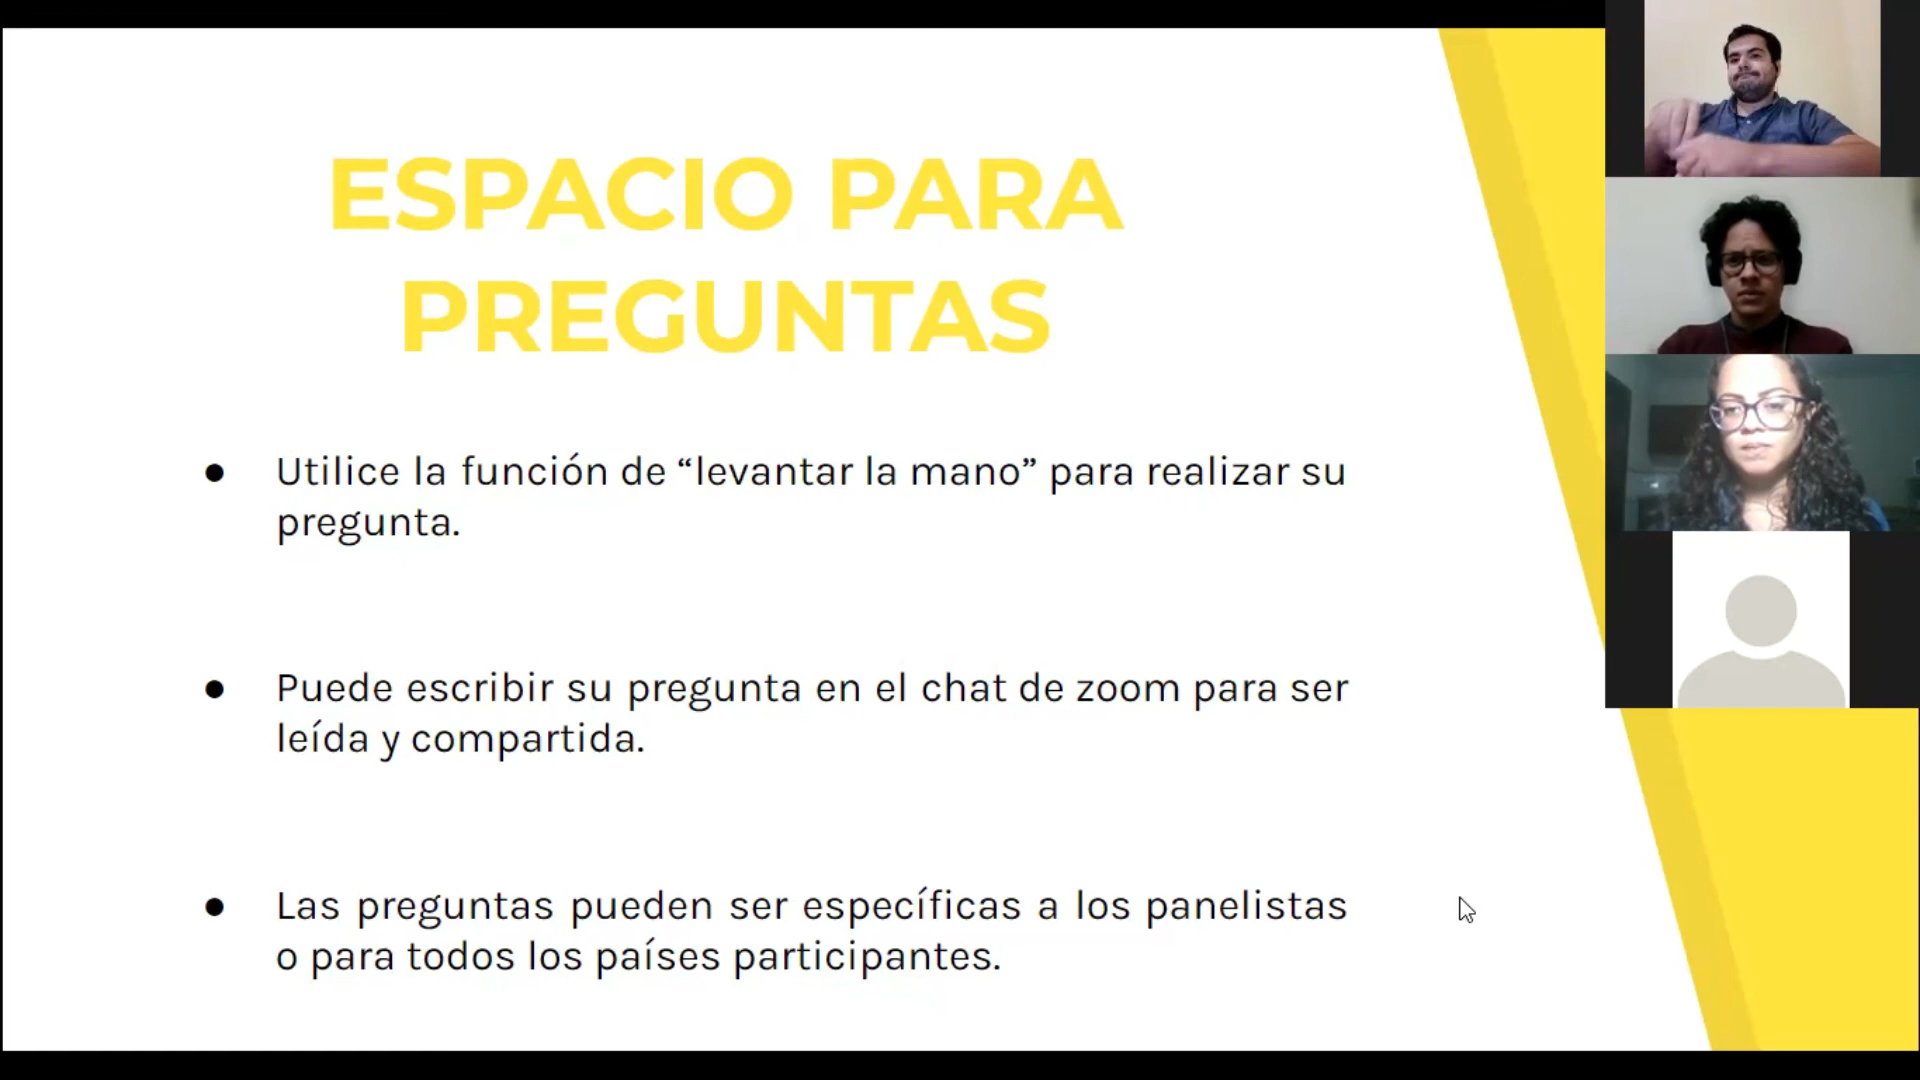 ESPACIO PARA
PREGUNTAS
● Utilice la función de “levantar la mano” para realizar su
pregunta.
● Puede escribir su pregunta en el chat de zoom para ser
leída y compartida.
● Las preguntas pueden ser específicas a los panelistas
o para todos los países participantes.